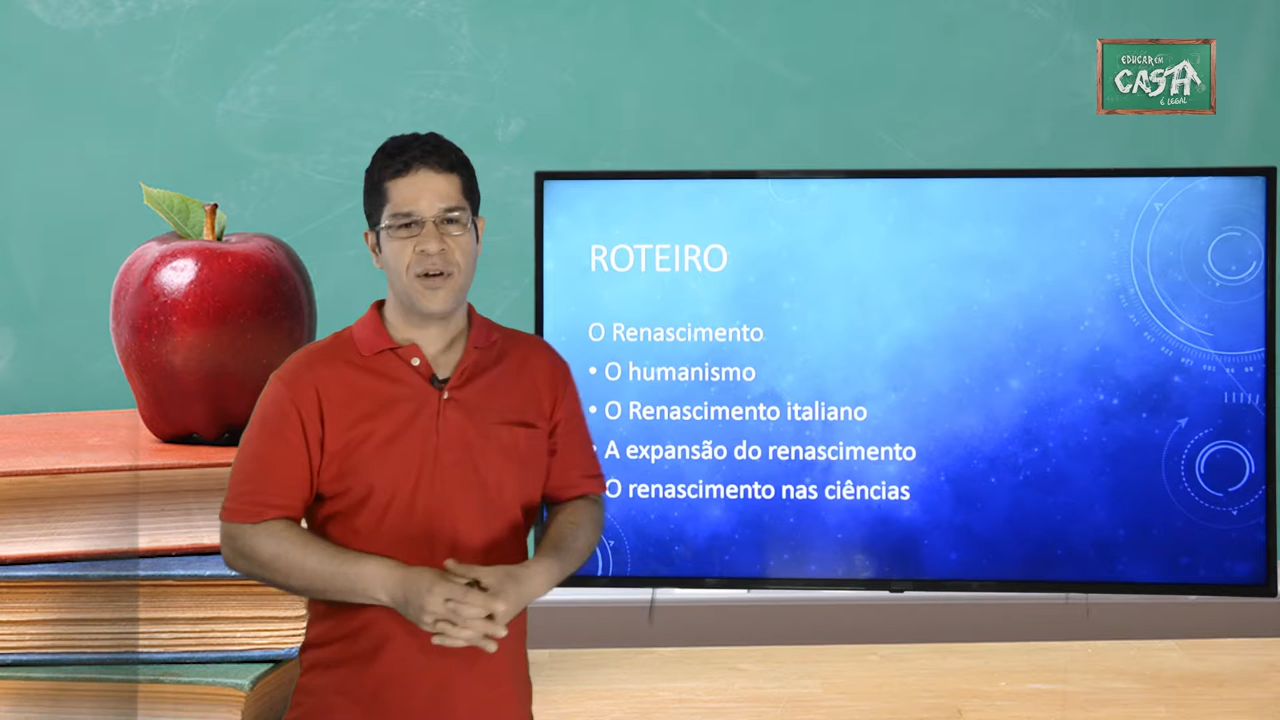 EDUCAR EM
CASA
É LEGAL
ROTEIRO
O Renascimento
• O humanismo
• O Renascimento italiano
• A expansão do renascimento
O renascimento nas ciências